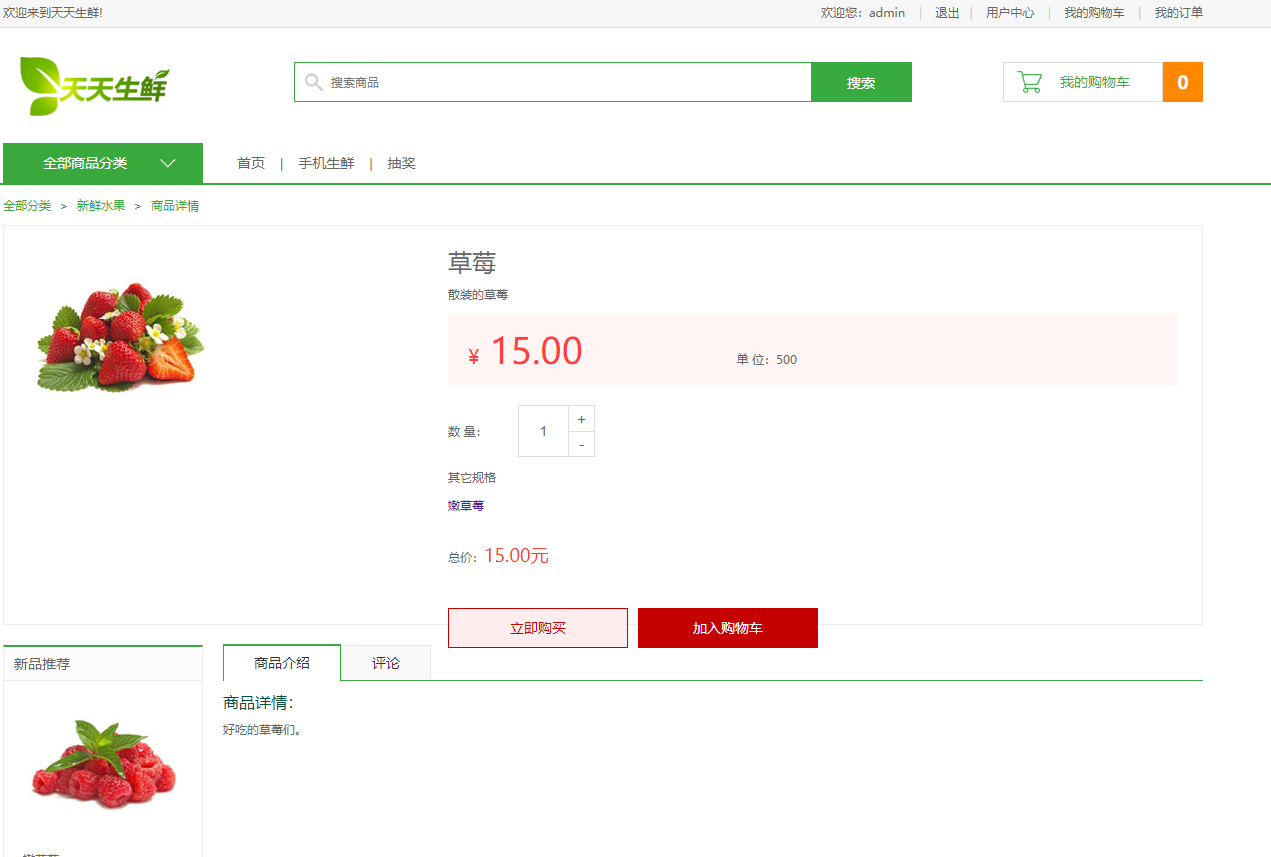 欢迎来到天天生鲜!
欢迎您：admin | 退出 | 用户中心 | 我的购物车 | 我的订单
天天生鲜
搜索商品
搜索
我的购物车
0
全部商品分类
首页 | 手机生鲜 | 抽奖
全部分类 > 新鲜水果 > 商品详情
草莓
散装的草莓
¥ 15.00
单 位：500
数 量：
1
+
-
其它规格
嫩草莓
总价：15.00元
立即购买
加入购物车
新品推荐
商品介绍
评论
商品详情：
好吃的草莓们。